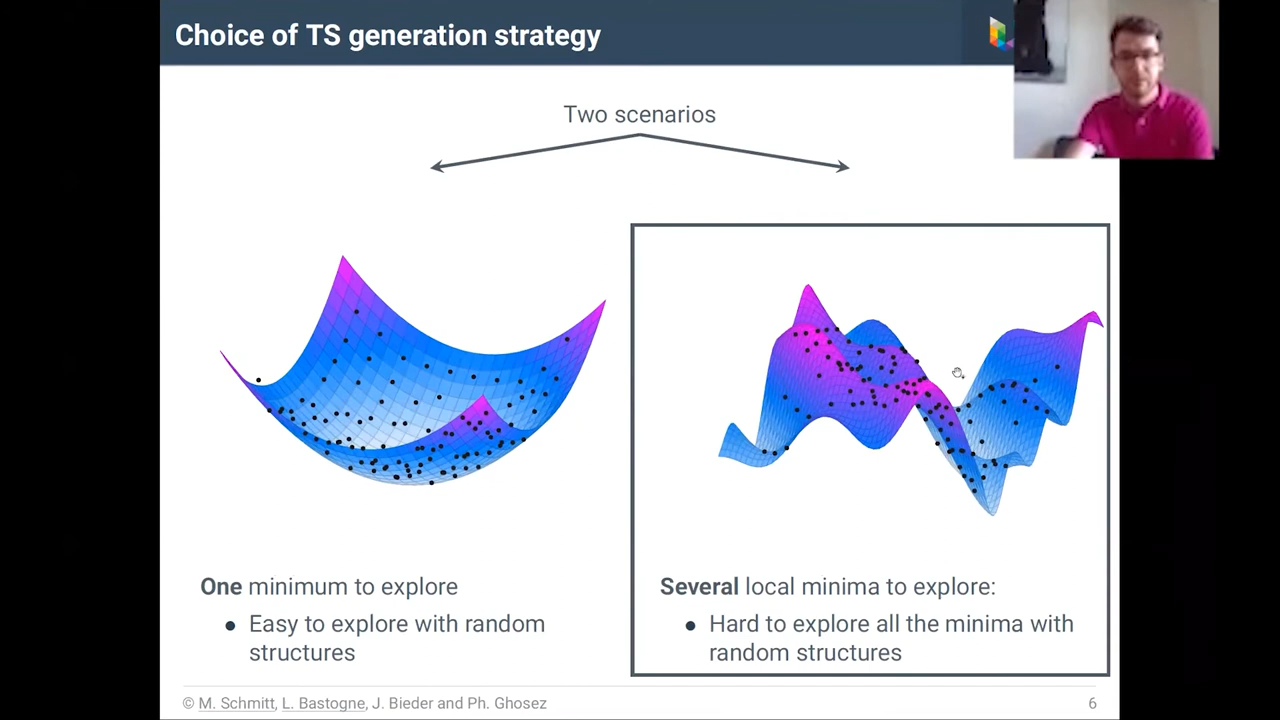 Choice of TS generation strategy
Two scenarios
One minimum to explore
● Easy to explore with random
structures
Several local minima to explore:
● Hard to explore all the minima with
random structures
© M. Schmitt, L. Bastogne, J. Bieder and Ph. Ghosez
6